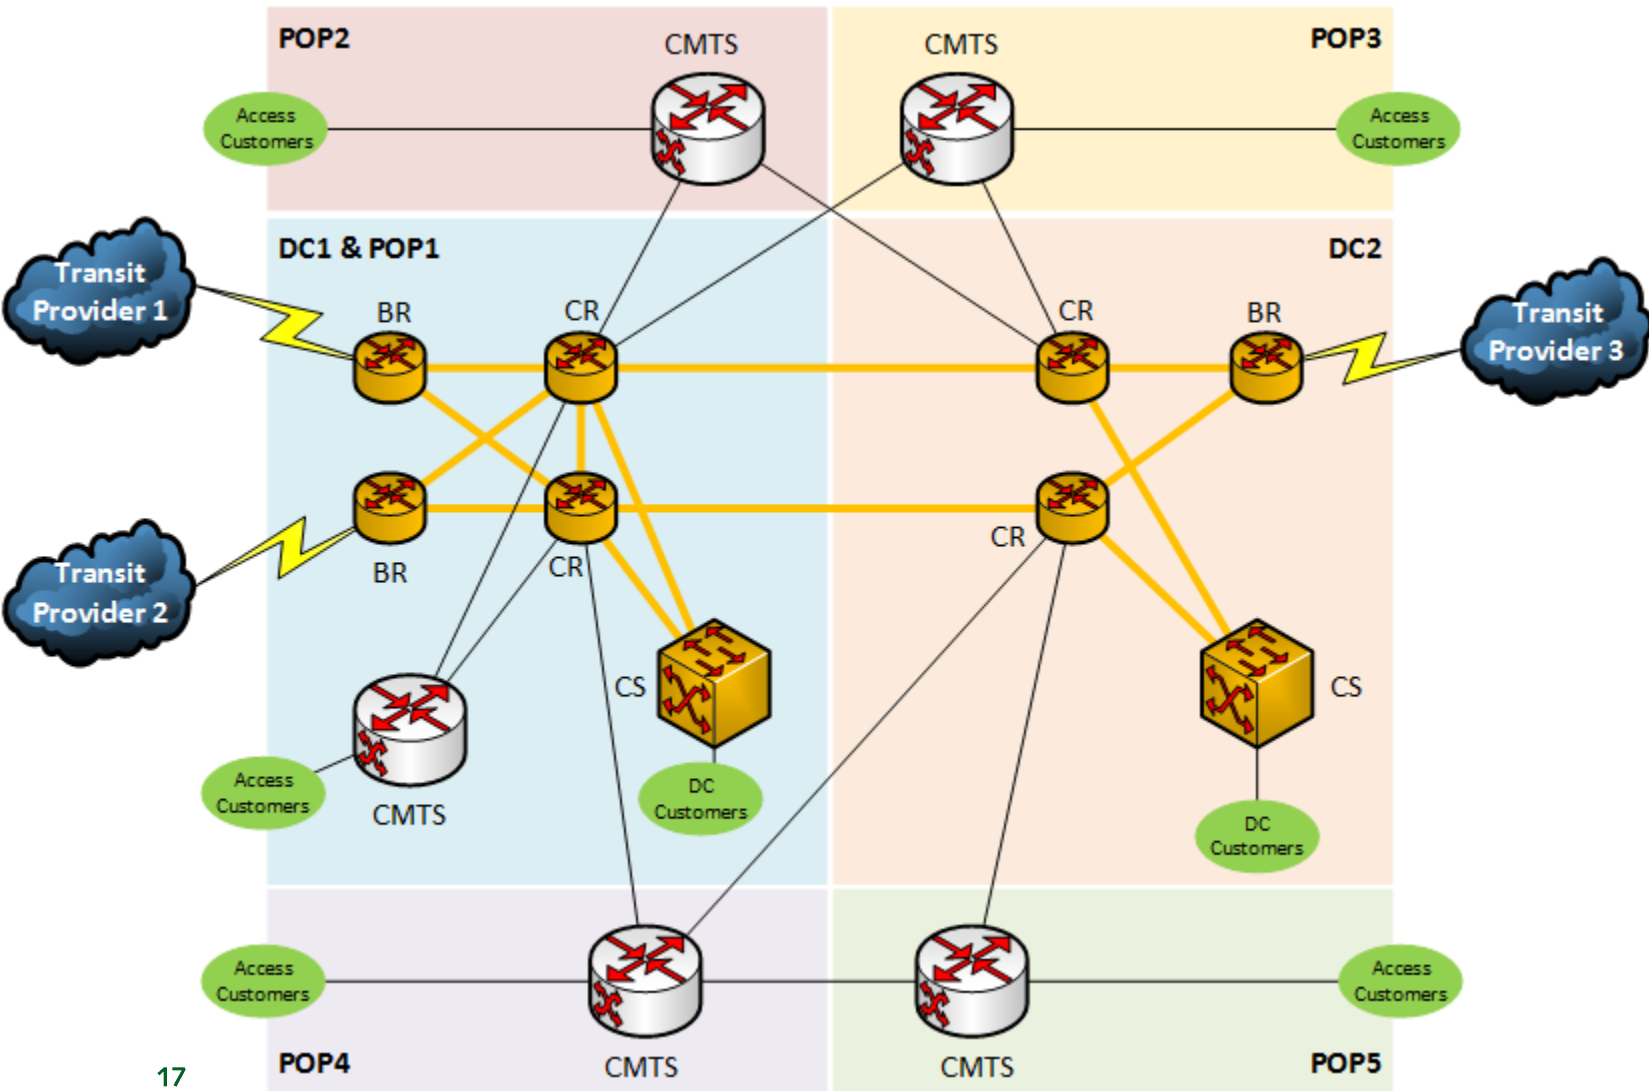 POP2
CMTS
CMTS
POP3
Access
Customers
Access
Customers
DC1 & POP1
DC2
Transit
Provider 1
BR
CR
CR
BR
Transit
Provider 3
Transit
Provider 2
BR
CR
CR
CS
CS
Access
Customers
CMTS
DC
Customers
DC
Customers
Access
Customers
Access
Customers
POP4
CMTS
CMTS
POP5
17